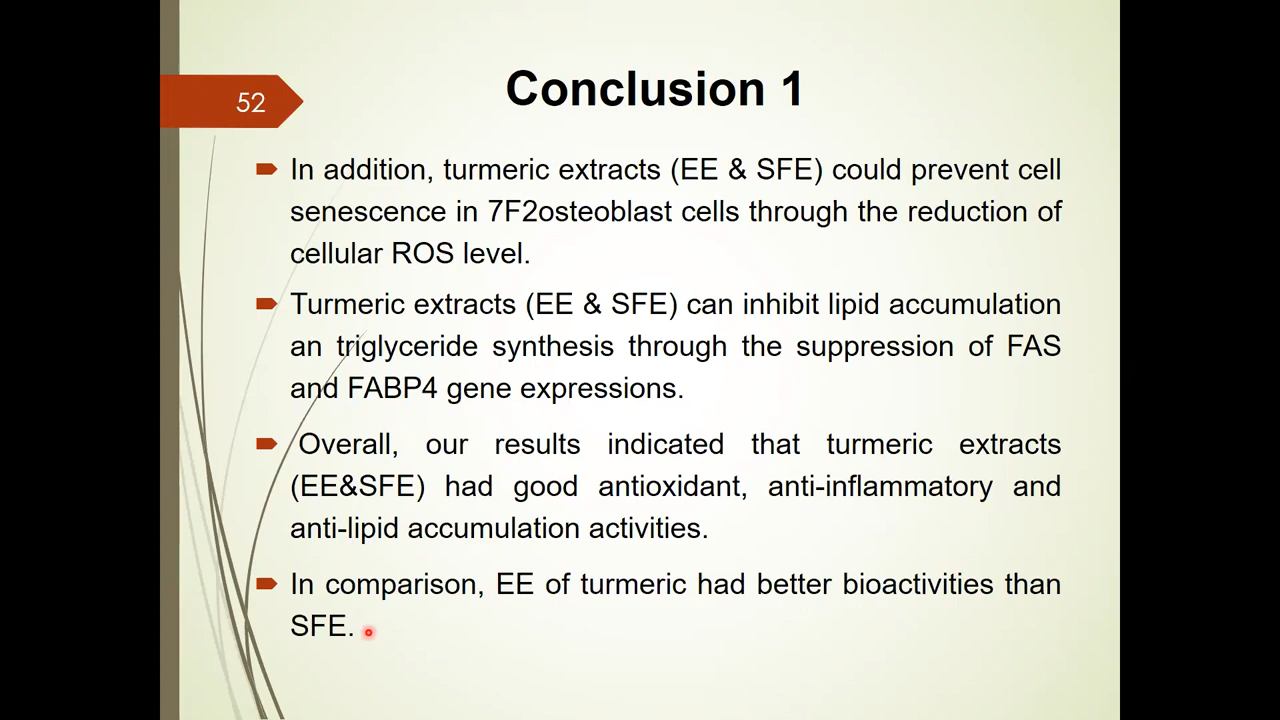 Conclusion 1
52
In addition, turmeric extracts (EE & SFE) could prevent cell
senescence in 7F2osteoblast cells through the reduction of
cellular ROS level.
Turmeric extracts (EE & SFE) can inhibit lipid accumulation
an triglyceride synthesis through the suppression of FAS
and FABP4 gene expressions.
Overall, our results indicated that turmeric extracts
(EE&SFE) had good antioxidant, anti-inflammatory and
anti-lipid accumulation activities.
In comparison, EE of turmeric had better bioactivities than
SFE.